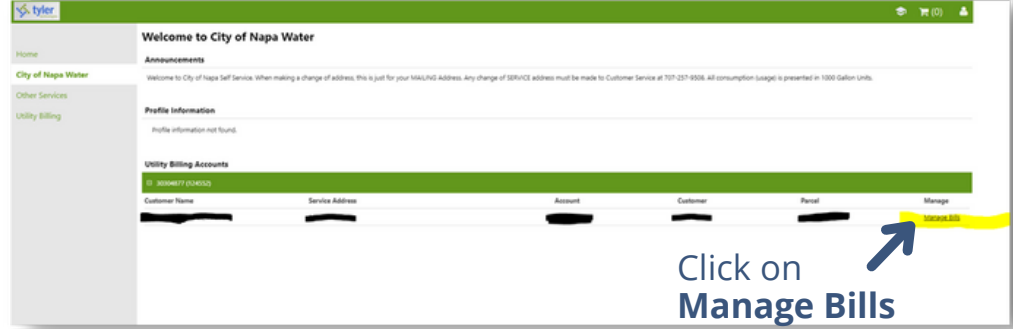 tyler
(0)
Welcome to City of Napa Water
Home
Announcements
City of Napa Water
Welcome to City of Napa Self Service. When making a change of address, this is just for your MAILING Address. Any change of SERVICE address must be made to Customer Service at 707-257-9508. All consumption (usage) is presented in 1000 Gallon Units.
Other Services
Profile Information
Utility Billing
Profile information not found.
Utility Billing Accounts
30304877 (124552)
Customer Name Service Address Account Customer Parcel Manage
Manage Bills
Click on
Manage Bills